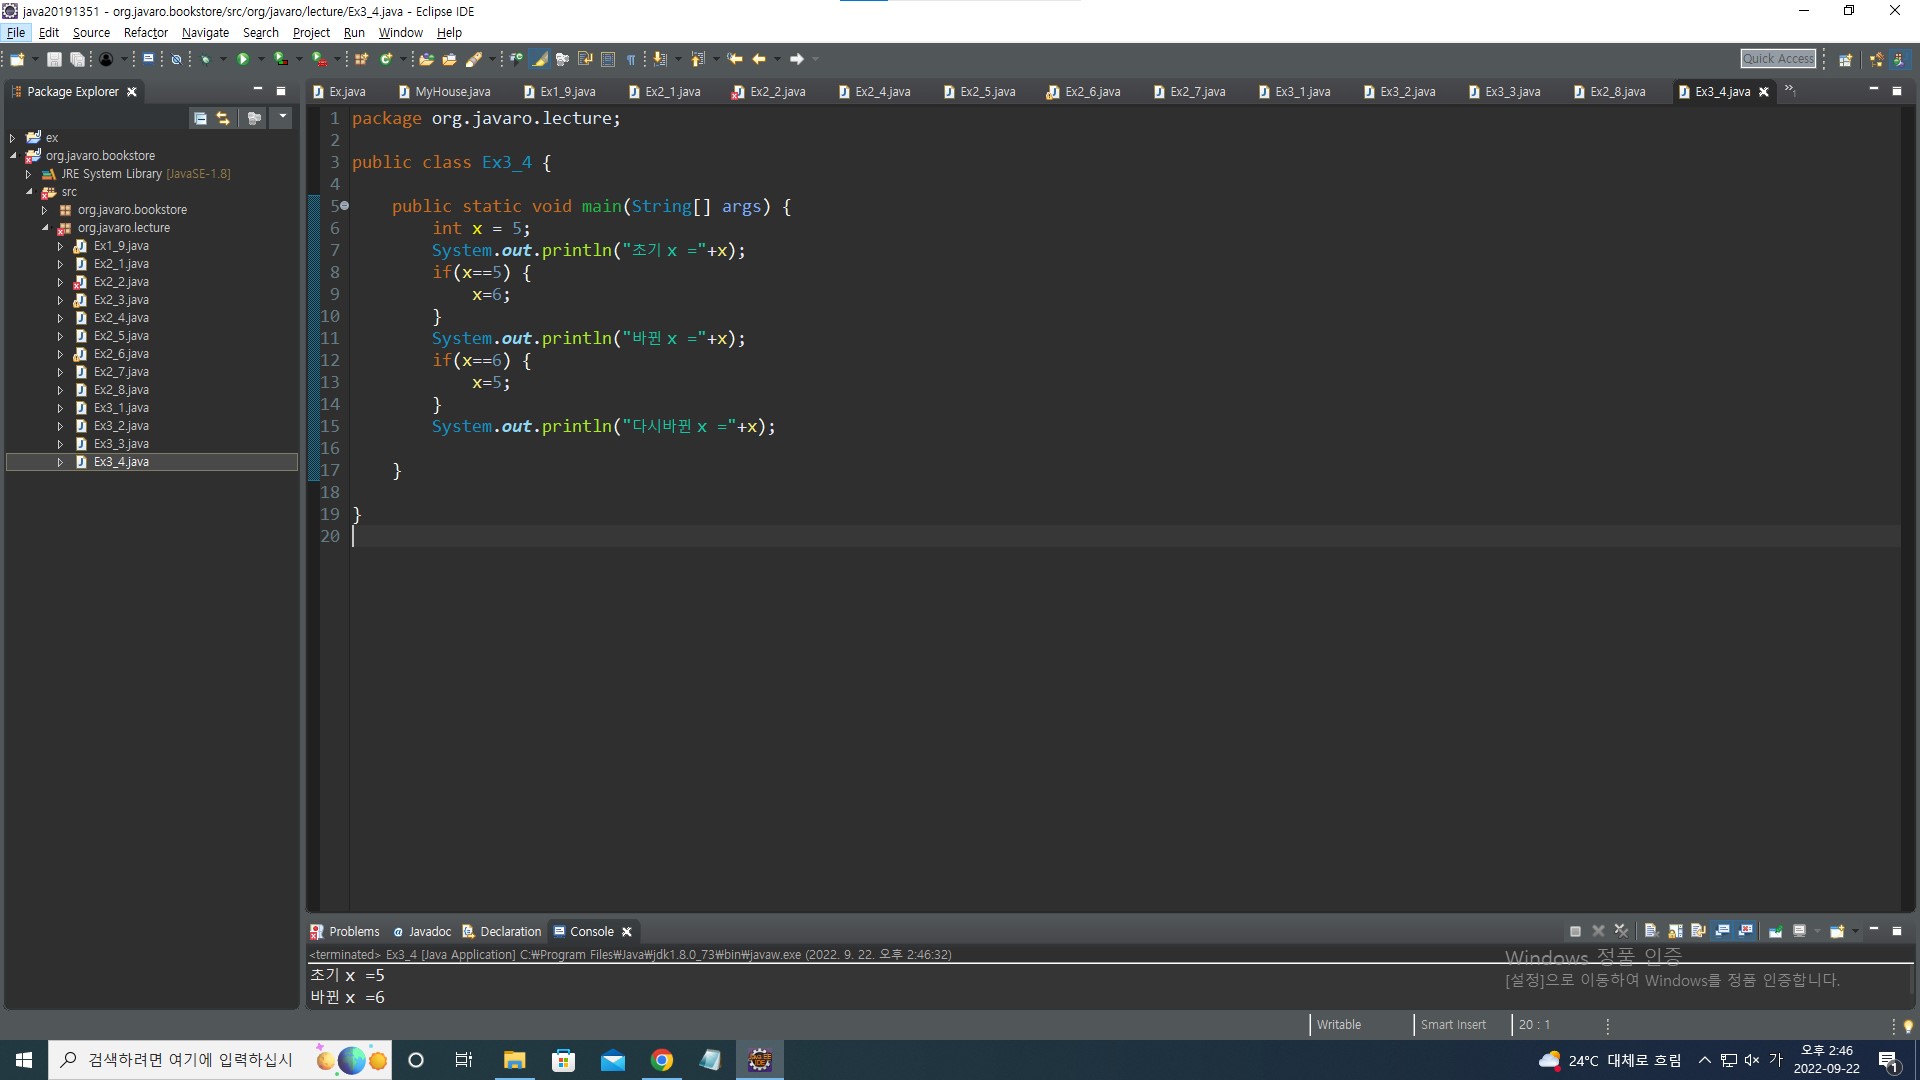 java20191351 - org.javaro.bookstore/src/org/javaro/lecture/Ex3_4.java - Eclipse IDE
File Edit Source Refactor Navigate Search Project Run Window Help
Quick Access
Package Explorer
Ex.java MyHouse.java Ex1_9.java Ex2_1.java Ex2_2.java Ex2_4.java Ex2_5.java Ex2_6.java Ex2_7.java Ex3_1.java Ex3_2.java Ex3_3.java Ex2_8.java Ex3_4.java »1
ex
org.javaro.bookstore
JRE System Library [JavaSE-1.8]
src
org.javaro.bookstore
org.javaro.lecture
Ex1_9.java
Ex2_1.java
Ex2_2.java
Ex2_3.java
Ex2_4.java
Ex2_5.java
Ex2_6.java
Ex2_7.java
Ex2_8.java
Ex3_1.java
Ex3_2.java
Ex3_3.java
Ex3_4.java
1 package org.javaro.lecture;
2
3 public class Ex3_4 {
4
5 public static void main(String[] args) {
6 int x = 5;
7 System.out.println("초기 x ="+x);
8 if(x==5) {
9 x=6;
10 }
11 System.out.println("바뀐 x ="+x);
12 if(x==6) {
13 x=5;
14 }
15 System.out.println("다시바뀐 x ="+x);
16
17 }
18
19 }
20
Problems Javadoc Declaration Console
<terminated> Ex3_4 [Java Application] C:₩Program Files₩Java₩jdk1.8.0_73₩bin₩javaw.exe (2022. 9. 22. 오후 2:46:32)
초기 x =5
바뀐 x =6
Windows 정품 인증
[설정]으로 이동하여 Windows를 정품 인증합니다.
Writable Smart Insert 20 : 1
검색하려면 여기에 입력하십시
24°C 대체로 흐림 가 오후 2:46
2022-09-22 1